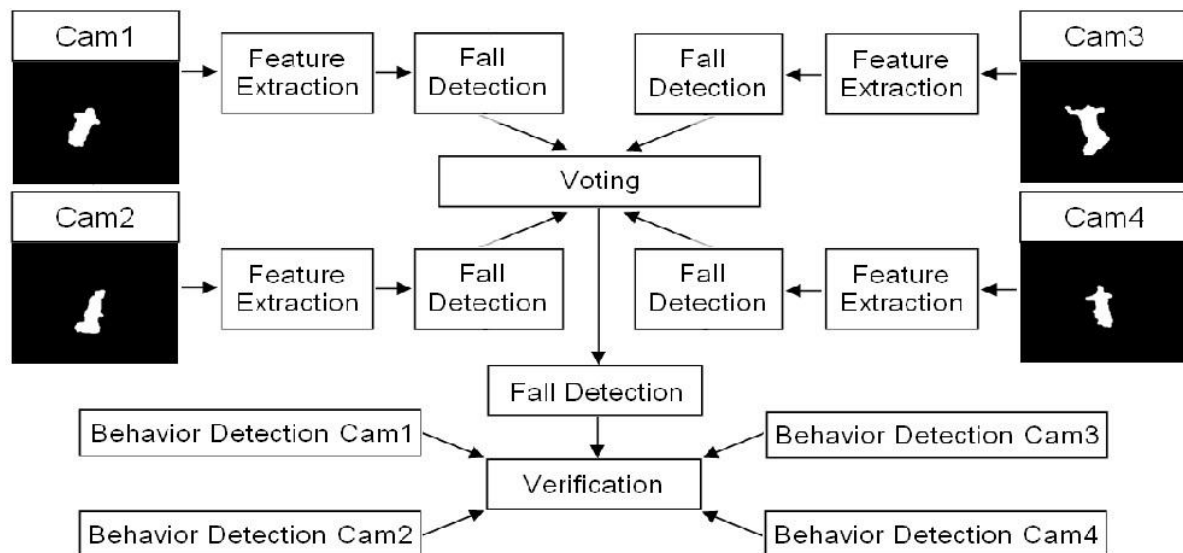 Cam1
Feature
Extraction
Fall
Detection
Fall
Detection
Feature
Extraction
Cam3
Voting
Cam2
Feature
Extraction
Fall
Detection
Fall
Detection
Feature
Extraction
Cam4
Fall Detection
Behavior Detection Cam1
Behavior Detection Cam3
Verification
Behavior Detection Cam2
Behavior Detection Cam4